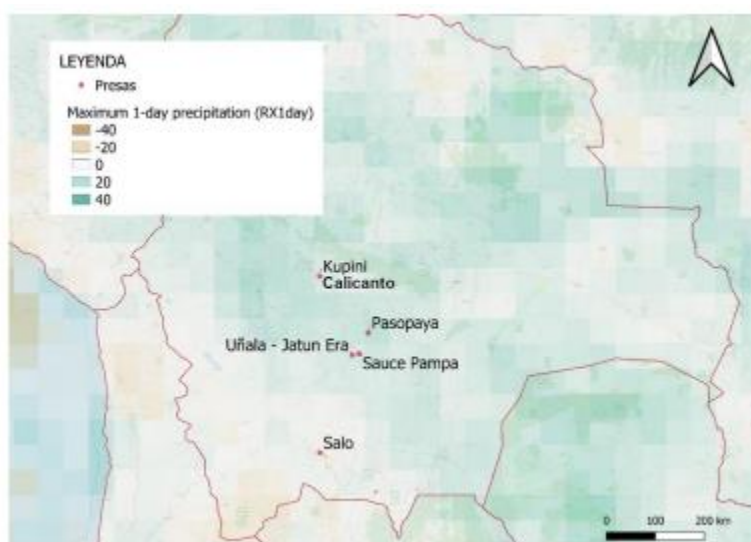 LEYENDA
Presas
Maximum 1-day precipitation (RX1day)
-40
-20
0
20
40
Kupini
Calicanto
Pasopaya
Uñala - Jatun Era
Sauce Pampa
Salo
0 100 200 km